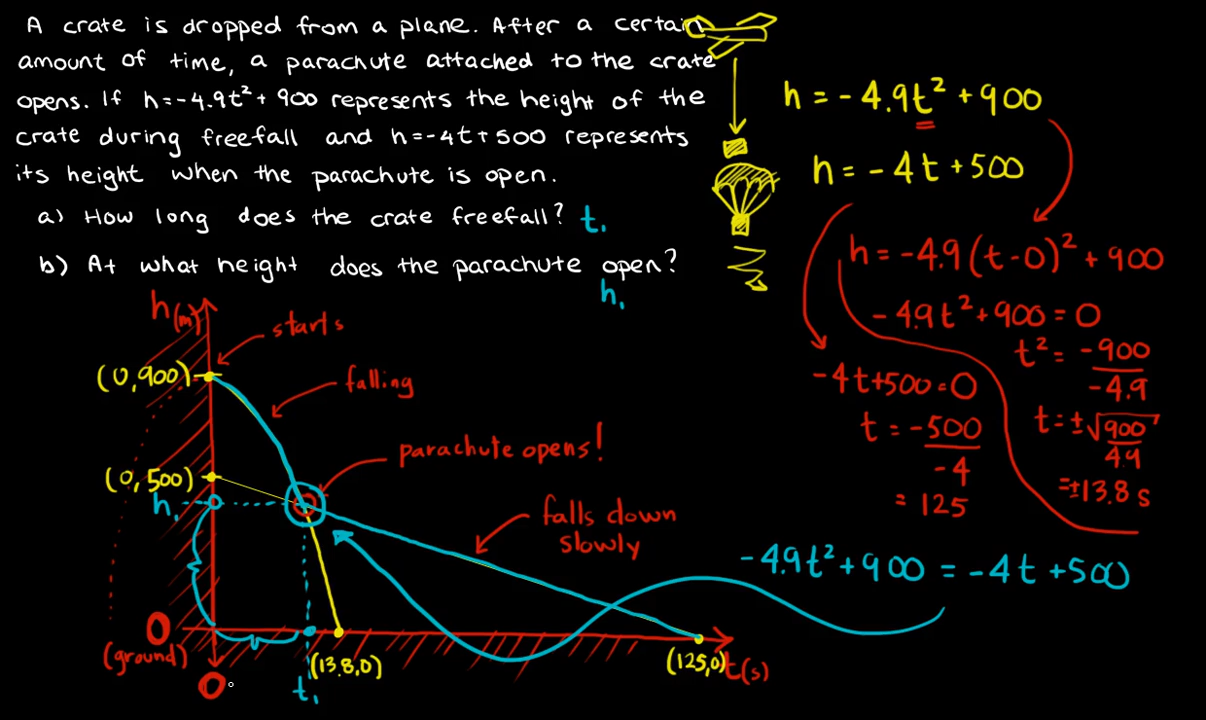 A crate is dropped from a plane. After a certain
amount of time, a parachute attached to the crate
opens. If h=-4.9t²+900 represents the height of the
crate during freefall and h=-4t+500 represents
its height when the parachute is open.
a) How long does the crate freefall? t₁
b) At what height does the parachute open?
h₁
h = -4.9t²+900
h = -4t+500
h = -4.9(t-0)²+900
-4.9t²+900=0
t² = -900
-4.9
t=±√900
4.9
=±13.8 s
-4t+500=0
t = -500
-4
= 125
-4.9t²+900 = -4t+500
h(m)
starts
(0,900)
falling
parachute opens!
(0,500)
h₁
falls down
slowly
0
(ground)
(13.8,0)
(125,0)
t(s)
0
t₁